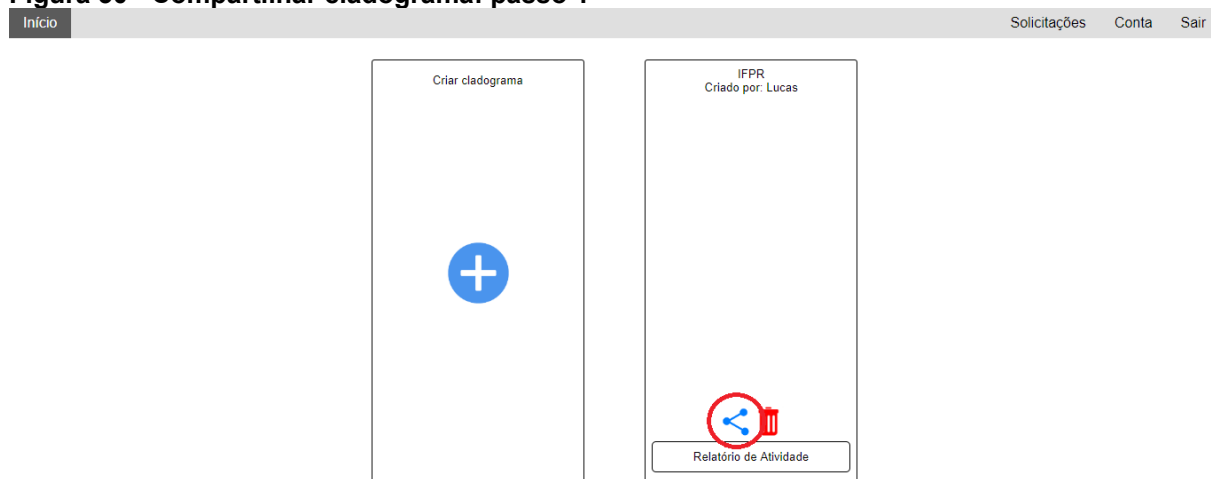 Início
Solicitações Conta Sair
Criar cladograma
IFPR
Criado por: Lucas
Relatório de Atividade